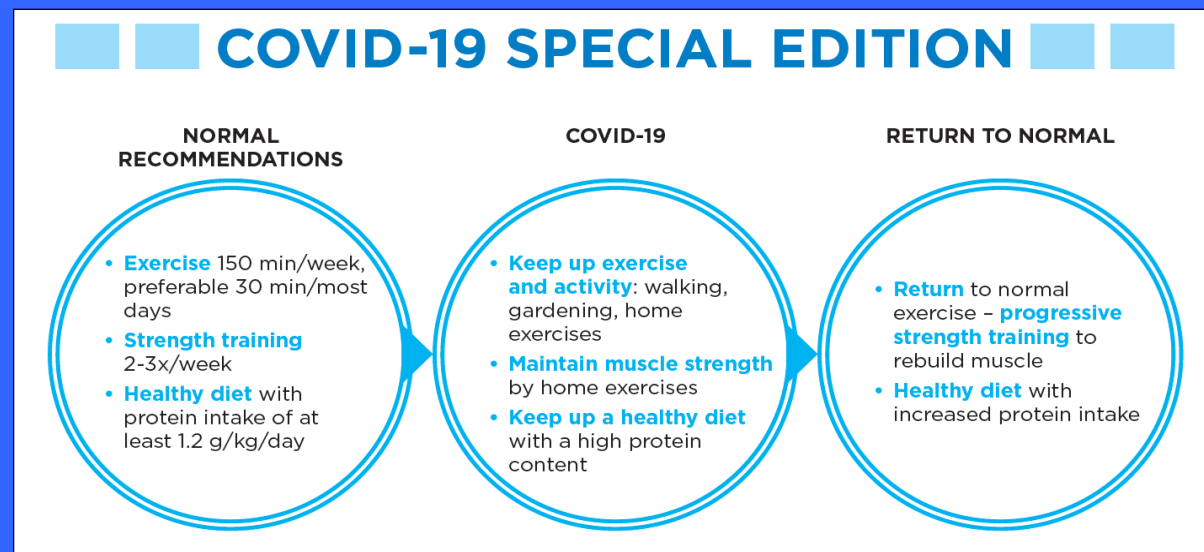 COVID-19 SPECIAL EDITION
NORMAL
RECOMMENDATIONS
• Exercise 150 min/week,
preferable 30 min/most
days
• Strength training
2-3x/week
• Healthy diet with
protein intake of at
least 1.2 g/kg/day
COVID-19
• Keep up exercise
and activity: walking,
gardening, home
exercises
• Maintain muscle strength
by home exercises
• Keep up a healthy diet
with a high protein
content
RETURN TO NORMAL
• Return to normal
exercise – progressive
strength training to
rebuild muscle
• Healthy diet with
increased protein intake